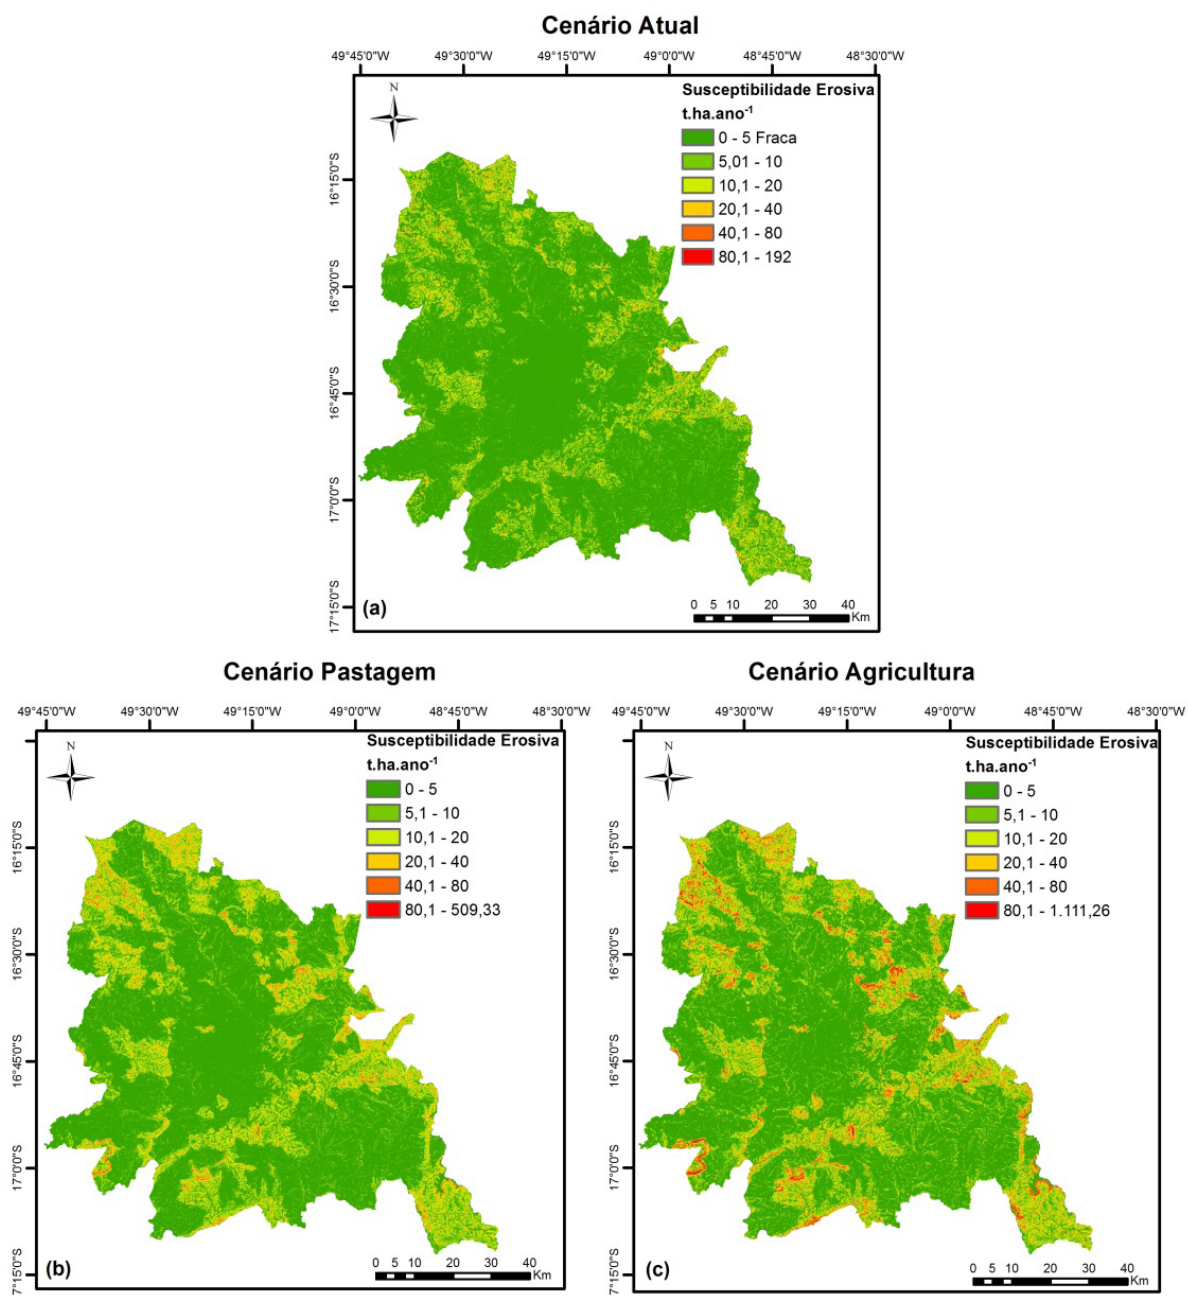 Cenário Atual
49°45'0"W 49°30'0"W 49°15'0"W 49°0'0"W 48°45'0"W 48°30'0"W
Susceptibilidade Erosiva
t.ha.ano-1
N
0 - 5 Fraca
5,01 - 10
10,1 - 20
20,1 - 40
40,1 - 80
80,1 - 192
16°15'0"S
16°30'0"S
16°45'0"S
17°0'0"S
17°15'0"S
(a)
0 5 10 20 30 40
Km
Cenário Pastagem
49°45'0"W 49°30'0"W 49°15'0"W 49°0'0"W 48°45'0"W 48°30'0"W
Susceptibilidade Erosiva
t.ha.ano-1
N
0 - 5
5,1 - 10
10,1 - 20
20,1 - 40
40,1 - 80
80,1 - 509,33
16°15'0"S
16°30'0"S
16°45'0"S
17°0'0"S
7°15'0"S
(b)
0 5 10 20 30 40
Km
Cenário Agricultura
49°45'0"W 49°30'0"W 49°15'0"W 49°0'0"W 48°45'0"W 48°30'0"W
Susceptibilidade Erosiva
t.ha.ano-1
N
0 - 5
5,1 - 10
10,1 - 20
20,1 - 40
40,1 - 80
80,1 - 1.111,26
16°15'0"S
16°30'0"S
16°45'0"S
17°0'0"S
7°15'0"S
(c)
0 5 10 20 30 40
Km